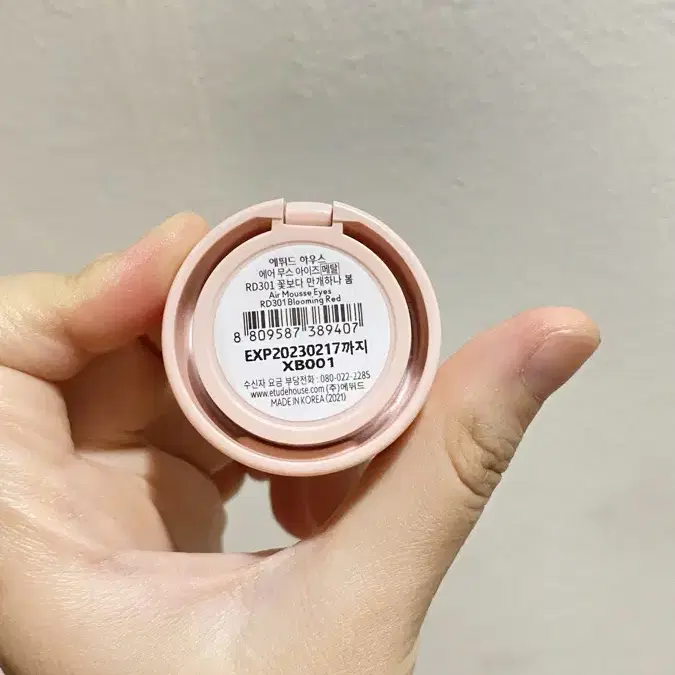 에뛰드 하우스
에어 무스 아이즈 메탈
RD301 꽃보다 만개하나 봄
Air Mousse Eyes
RD301 Blooming Red
8 809587 389407
EXP20230217까지
XB001
수신자 요금 부담전화 : 080-022-2285
www.etudehouse.com (주)에뛰드
MADE IN KOREA (2021)